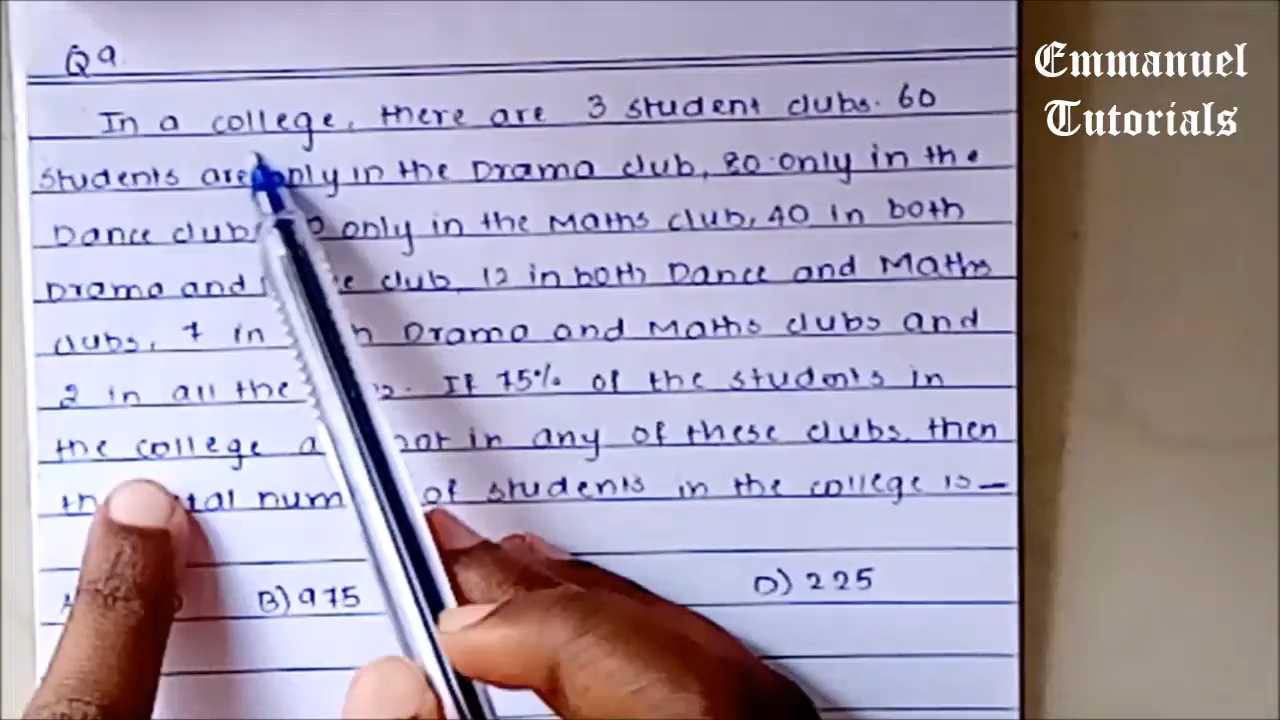 Q9.
In a college, there are 3 student clubs. 60
students are only in the Drama club, 80 only in the
Dance club, only in the Maths club, 40 in both
Drama and club, 12 in both Dance and Maths
clubs, 7 in Drama and Maths clubs and
2 in all the If 75% of the students in
the college not in any of these clubs, then
of students in the college is —
B) 975
D) 225
Emmanuel
Tutorials